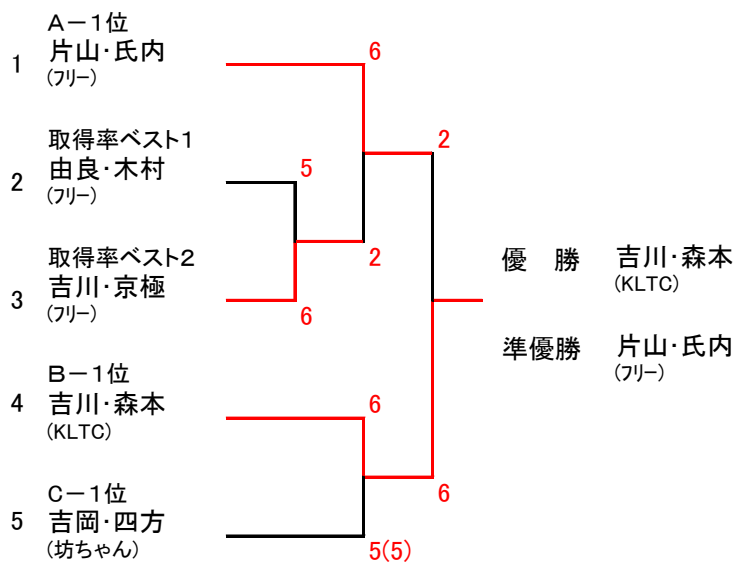 A－1位
1 片山・氏内
(フリー)
6
取得率ベスト1
2 由良・木村
(フリー)
5
2
取得率ベスト2
3 吉川・京極
(フリー)
6
2
優　勝 吉川・森本
(KLTC)
準優勝 片山・氏内
(フリー)
B－1位
4 吉川・森本
(KLTC)
6
6
C－1位
5 吉岡・四方
(坊ちゃん)
5(5)